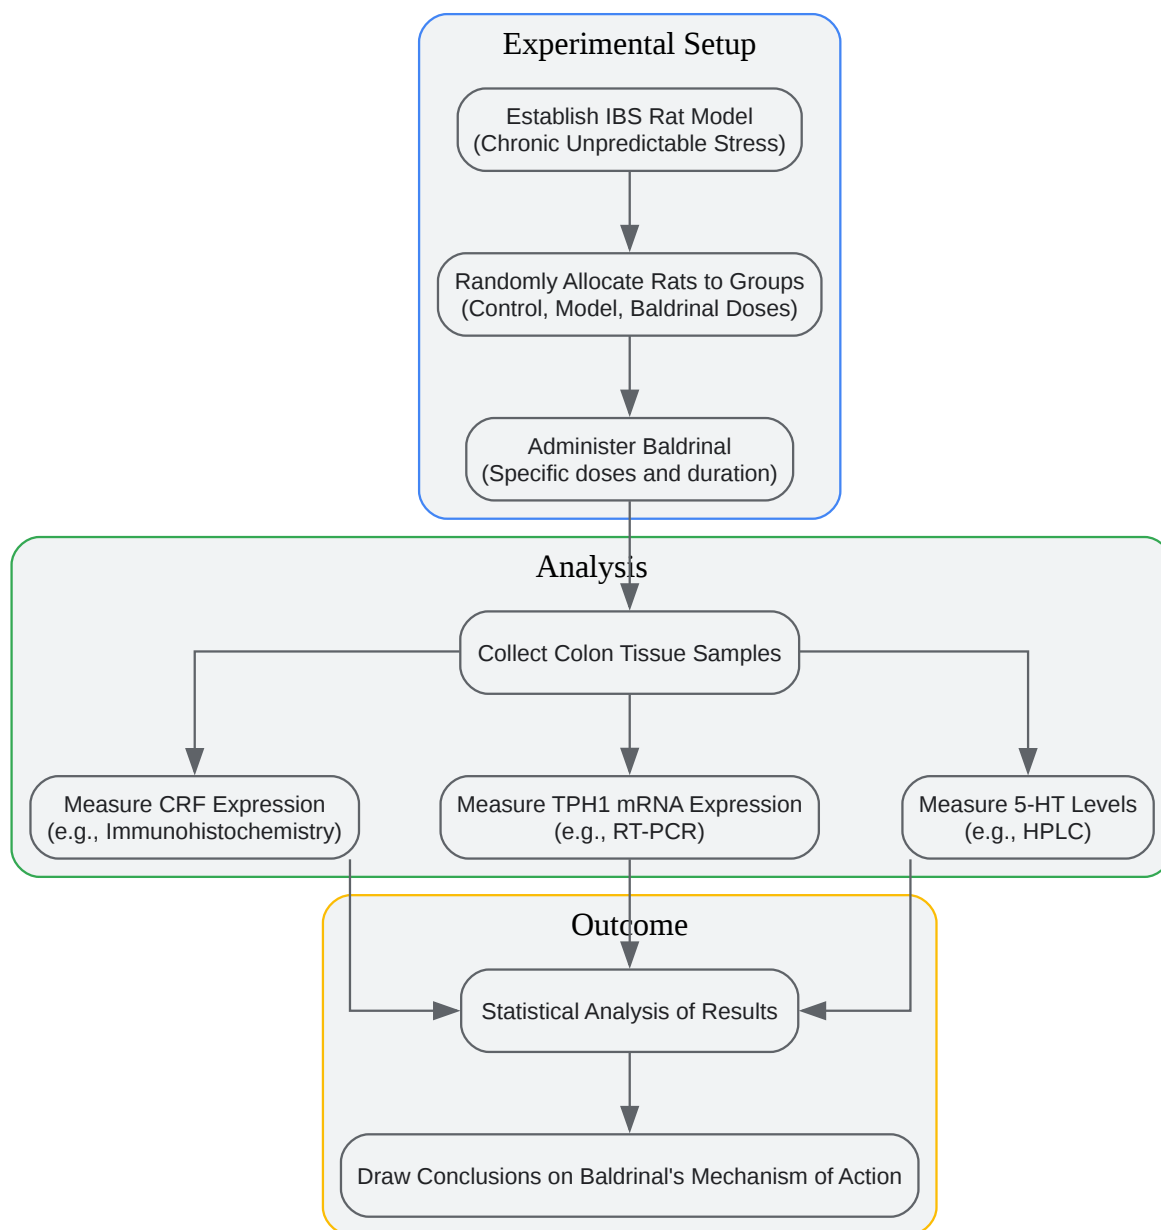 Experimental Setup
Establish IBS Rat Model
(Chronic Unpredictable Stress)
Randomly Allocate Rats to Groups
(Control, Model, Baldrinal Doses)
Administer Baldrinal
(Specific doses and duration)
Analysis
Collect Colon Tissue Samples
Measure CRF Expression
(e.g., Immunohistochemistry)
Measure TPH1 mRNA Expression
(e.g., RT-PCR)
Measure 5-HT Levels
(e.g., HPLC)
Outcome
Statistical Analysis of Results
Draw Conclusions on Baldrinal's Mechanism of Action